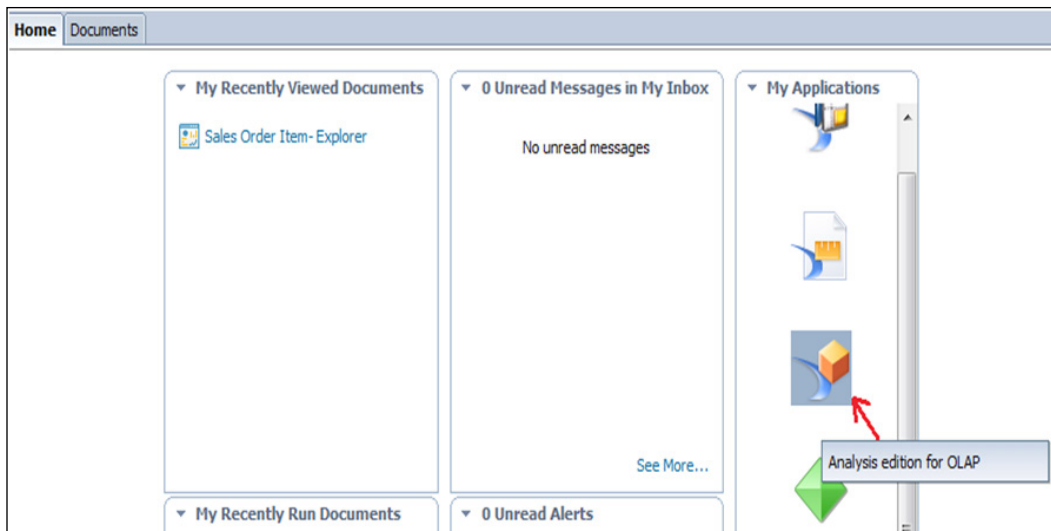 Home Documents
My Recently Viewed Documents
Sales Order Item- Explorer
0 Unread Messages in My Inbox
No unread messages
See More...
My Applications
Analysis edition for OLAP
My Recently Run Documents
0 Unread Alerts